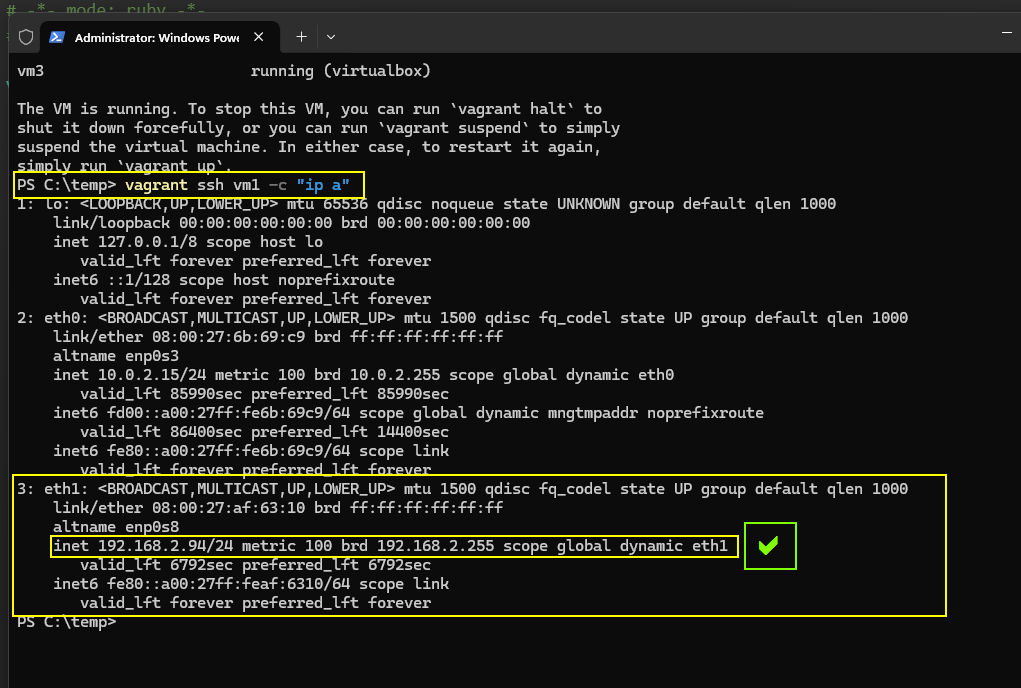 # -*- mode: ruby -*-
Administrator: Windows Powe
vm3                       running (virtualbox)
The VM is running. To stop this VM, you can run `vagrant halt` to
shut it down forcefully, or you can run `vagrant suspend` to simply
suspend the virtual machine. In either case, to restart it again,
simply run `vagrant up`.
PS C:\temp> vagrant ssh vm1 -c "ip a"
1: lo: <LOOPBACK,UP,LOWER_UP> mtu 65536 qdisc noqueue state UNKNOWN group default qlen 1000
    link/loopback 00:00:00:00:00:00 brd 00:00:00:00:00:00
    inet 127.0.0.1/8 scope host lo
       valid_lft forever preferred_lft forever
    inet6 ::1/128 scope host noprefixroute
       valid_lft forever preferred_lft forever
2: eth0: <BROADCAST,MULTICAST,UP,LOWER_UP> mtu 1500 qdisc fq_codel state UP group default qlen 1000
    link/ether 08:00:27:6b:69:c9 brd ff:ff:ff:ff:ff:ff
    altname enp0s3
    inet 10.0.2.15/24 metric 100 brd 10.0.2.255 scope global dynamic eth0
       valid_lft 85990sec preferred_lft 85990sec
    inet6 fd00::a00:27ff:fe6b:69c9/64 scope global dynamic mngtmpaddr noprefixroute
       valid_lft 86400sec preferred_lft 14400sec
    inet6 fe80::a00:27ff:fe6b:69c9/64 scope link
       valid_lft forever preferred_lft forever
3: eth1: <BROADCAST,MULTICAST,UP,LOWER_UP> mtu 1500 qdisc fq_codel state UP group default qlen 1000
    link/ether 08:00:27:af:63:10 brd ff:ff:ff:ff:ff:ff
    altname enp0s8
    inet 192.168.2.94/24 metric 100 brd 192.168.2.255 scope global dynamic eth1
       valid_lft 6792sec preferred_lft 6792sec
    inet6 fe80::a00:27ff:feaf:6310/64 scope link
       valid_lft forever preferred_lft forever
PS C:\temp>